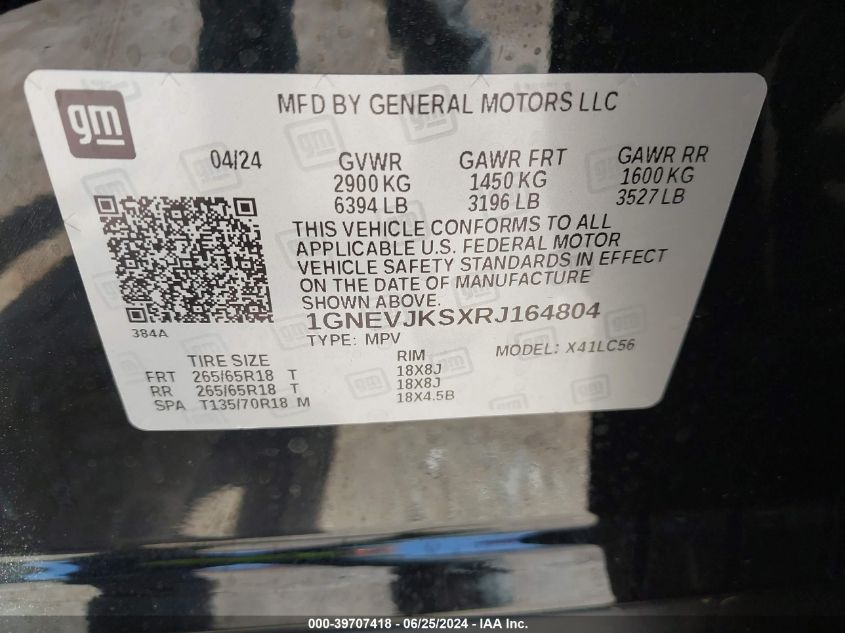 gm
MFD BY GENERAL MOTORS LLC
04/24
GVWR GAWR FRT GAWR RR
2900 KG 1450 KG 1600 KG
6394 LB 3196 LB 3527 LB
THIS VEHICLE CONFORMS TO ALL
APPLICABLE U.S. FEDERAL MOTOR
VEHICLE SAFETY STANDARDS IN EFFECT
ON THE DATE OF MANUFACTURE
SHOWN ABOVE.
384A
1GNEVJKSXRJ164804
TYPE: MPV MODEL: X41LC56
TIRE SIZE RIM
FRT 265/65R18 T 18X8J
RR 265/65R18 T 18X8J
SPA T135/70R18 M 18X4.5B
000-39707418 - 06/25/2024 - IAA Inc.